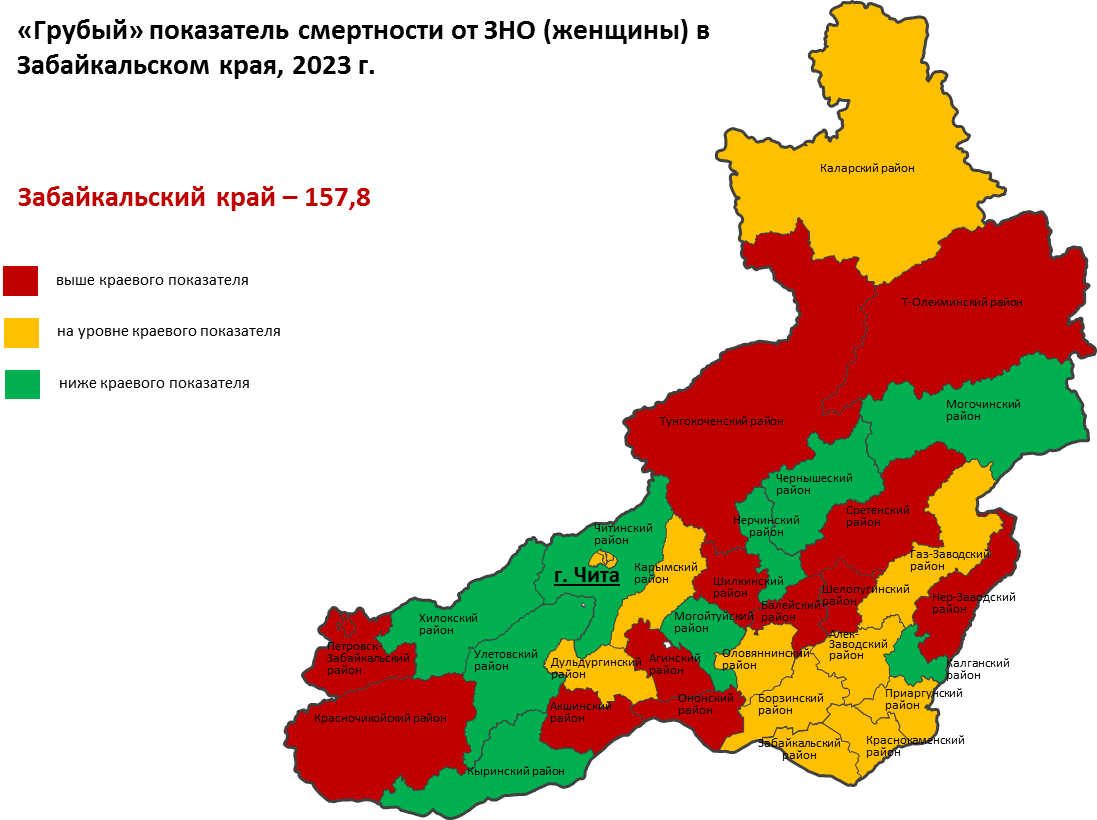 «Грубый» показатель смертности от ЗНО (женщины) в
Забайкальском края, 2023 г.
Забайкальский край – 157,8
выше краевого показателя
на уровне краевого показателя
ниже краевого показателя
Каларский район
Т-Олекминский район
Могочинский
район
Тунгокоченский район
Чернышеский
район
Сретенский
район
Нерчинский
район
Читинский
район
г. Чита
Карымский
район
Газ-Заводский
район
Шилкинский
район
Шелопугинский
район
Нер-Заводский
район
Балейский
район
Могойтуйский
район
Хилокский
район
Алек-
Заводский
район
Петровск-
Забайкальский
район
Улетовский
район
Дульдургинский
район
Агинский
район
Оловяннинский
район
Калганский
район
Приаргунский
район
Ононский
район
Борзинский
район
Акшинский
район
Красночикойский район
Забайкальский
район
Краснокаменский
район
Кыринский район